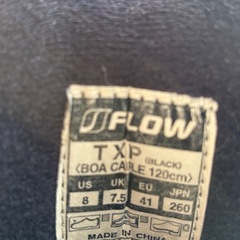 FLOW
TXP (BLACK)
(BOA CABLE 120cm)
US UK EU JPN
8 7.5 41 260
MADE IN CHINA